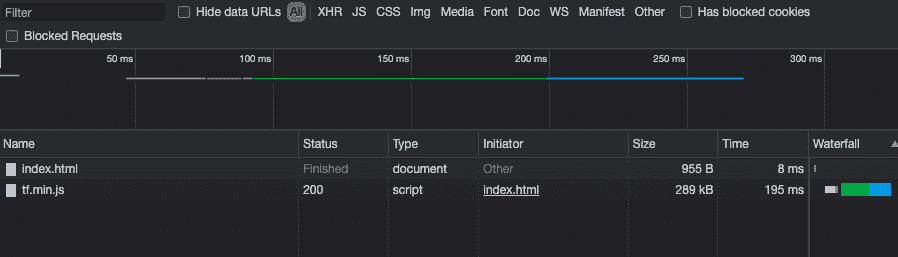 Filter Hide data URLs All XHR JS CSS Img Media Font Doc WS Manifest Other Has blocked cookies
Blocked Requests
50 ms 100 ms 150 ms 200 ms 250 ms 300 ms
Name Status Type Initiator Size Time Waterfall
index.html Finished document Other 955 B 8 ms
tf.min.js 200 script index.html 289 kB 195 ms